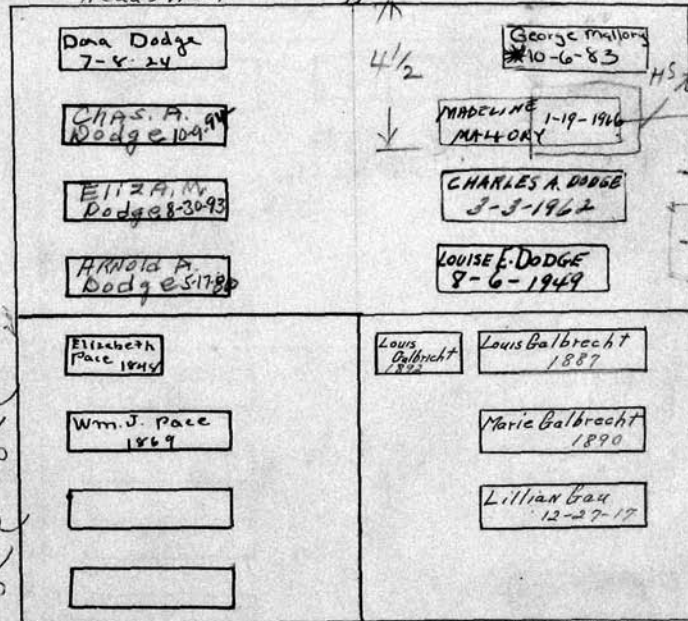 Dora Dodge
7-8-24
Chas. A.
Dodge 10-9-94
Eliz A. M.
Dodge 8-30-93
ARNOld A.
Dodge 5-17-80
4 1/2
George Mallory
10-6-83
HS
MADELINE
MALLORY
1-19-1966
CHARLES A. DODGE
3-3-1962
LOUISE E. DODGE
8-6-1949
Elizabeth
Pace
Wm. J. Pace
1869
Louis
Galbricht
1892
Louis Galbrecht
1887
Marie Galbrecht
1890
Lillian Gau
12-27-17